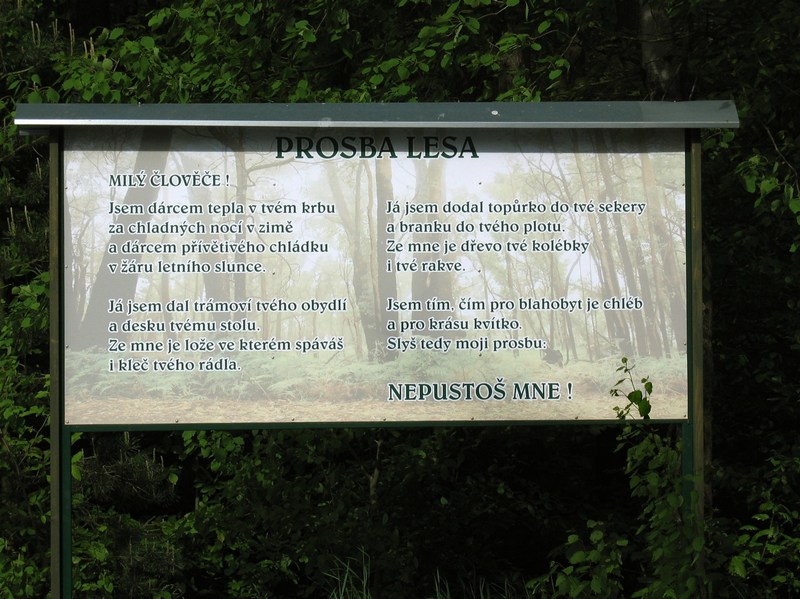 PROSBA LESA
MILÝ ČLOVĚČE !
Jsem dárcem tepla v tvém krbu
za chladných nocí v zimě
a dárcem přívětivého chládku
v žáru letního slunce.
Já jsem dal trámoví tvého obydlí
a desku tvému stolu.
Ze mne je lože ve kterém spáváš
i kleč tvého rádla.
Já jsem dodal topůrko do tvé sekery
a branku do tvého plotu.
Ze mne je dřevo tvé kolébky
i tvé rakve.
Jsem tím, čím pro blahobyt je chléb
a pro krásu kvítko.
Slyš tedy moji prosbu:
NEPUSTOŠ MNE !